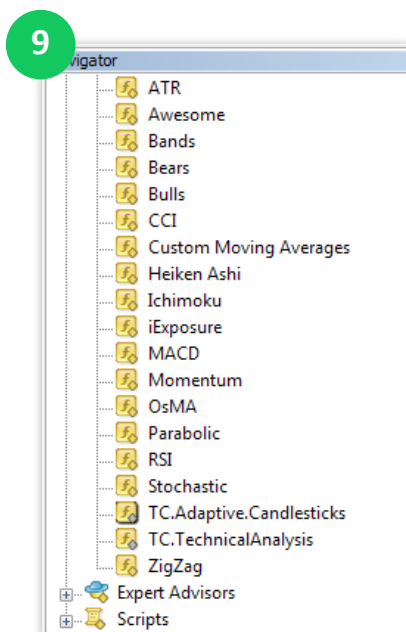 9
vigator
ATR
Awesome
Bands
Bears
Bulls
CCI
Custom Moving Averages
Heiken Ashi
Ichimoku
iExposure
MACD
Momentum
OsMA
Parabolic
RSI
Stochastic
TC.Adaptive.Candlesticks
TC.TechnicalAnalysis
ZigZag
Expert Advisors
Scripts